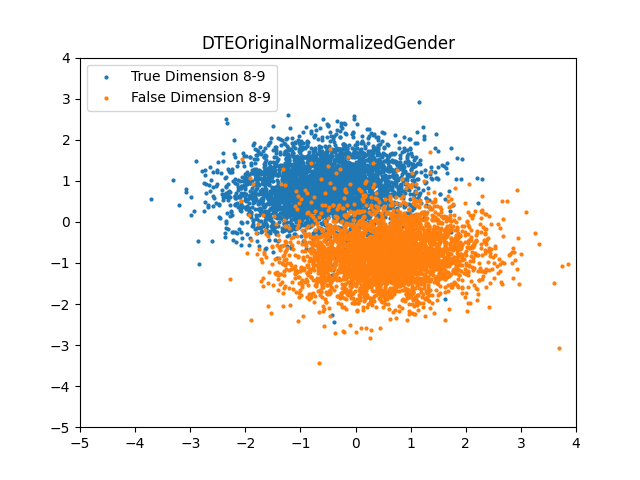 DTEOriginalNormalizedGender
True Dimension 8-9
False Dimension 8-9
4
3
2
1
0
−1
−2
−3
−4
−5
−5 −4 −3 −2 −1 0 1 2 3 4